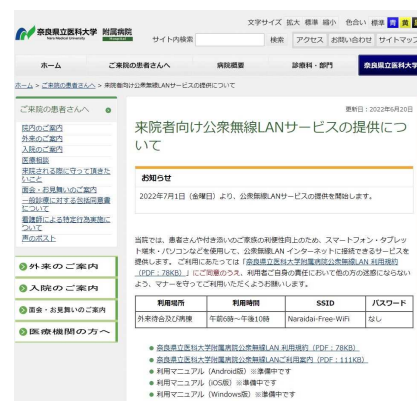 奈良県立医科大学 附属病院
Nara Medical University Hospital
文字サイズ 拡大 標準 縮小 色合い 標準 青 黄
サイト内検索 検索 アクセス お問い合わせ サイトマップ
ホーム ご来院の患者さんへ 病院概要 診療科・部門 奈良県立医科大学
ホーム > ご来院の患者さんへ > 来院者向け公衆無線LANサービスの提供について
ご来院の患者さんへ
院内のご案内
外来のご案内
入院のご案内
医療相談
来院される際に守って頂きたいこと
面会・お見舞いのご案内
一般診療に対する包括同意書について
看護師による特定行為実施について
声のポスト
外来のご案内
入院のご案内
面会・お見舞いのご案内
医療機関の方へ
更新日:2022年6月20日
来院者向け公衆無線LANサービスの提供につ
いて
お知らせ
2022年7月1日(金曜日)より、公衆無線LANサービスの提供を開始します。
当院では、患者さんや付き添いのご家族の利便性向上のため、スマートフォン・タブレッ
ト端末・パソコンなどを使用して、公衆無線LAN インターネットに接続できるサービスを
提供します。 ご利用にあたっては「奈良県立医科大学附属病院公衆無線LAN 利用規約
(PDF:78KB)」にご同意のうえ、利用者ご自身の責任において他の方の迷惑にならない
よう、マナーを守ってご利用いただくようお願いします。
利用場所 利用時間 SSID パスワード
外来待合及び病棟 午前6時~午後10時 Naraidai-Free-WiFi なし
奈良県立医科大学附属病院公衆無線LAN 利用規約(PDF:78KB)
奈良県立医科大学附属病院公衆無線LANご利用案内(PDF:111KB)
利用マニュアル(Android版)※準備中です
利用マニュアル(iOS版)※準備中です
利用マニュアル(Windows版)※準備中です